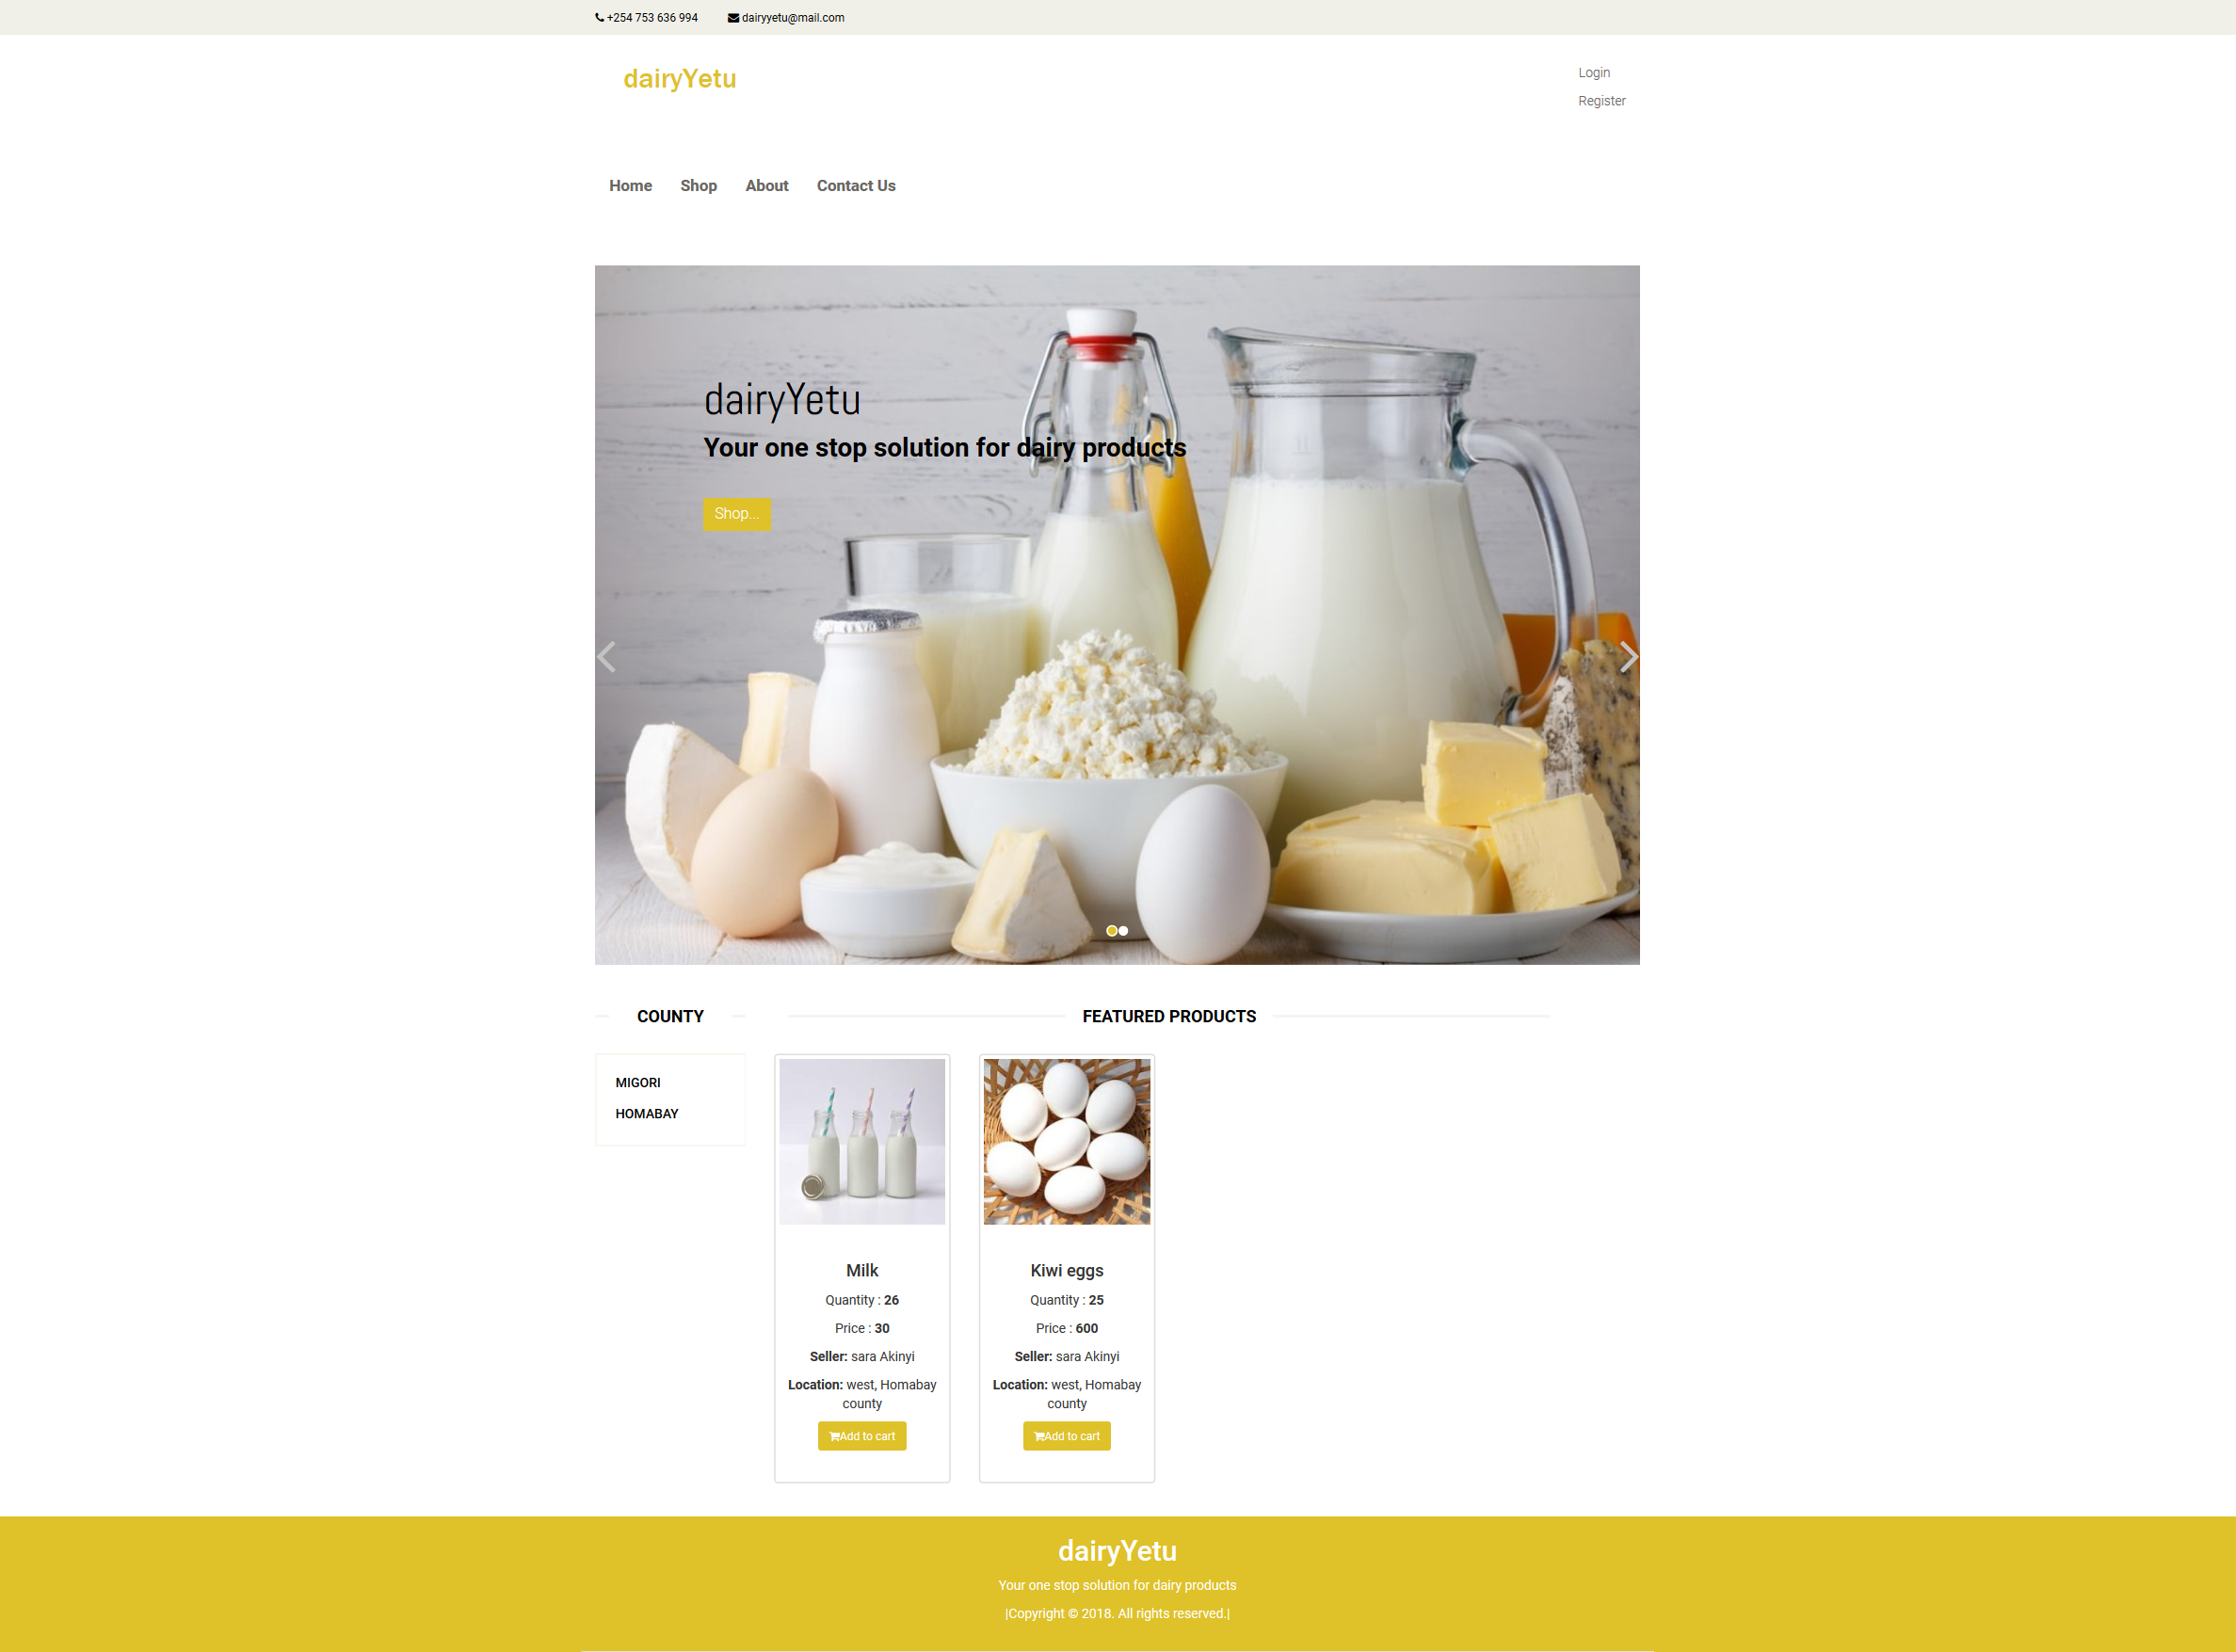 +254 753 636 994 dairyyetu@mail.com
dairyYetu
Login
Register
Home Shop About Contact Us
dairyYetu
Your one stop solution for dairy products
Shop...
COUNTY
MIGORI
HOMABAY
FEATURED PRODUCTS
Milk
Quantity : 26
Price : 30
Seller: sara Akinyi
Location: west, Homabay
county
Add to cart
Kiwi eggs
Quantity : 25
Price : 600
Seller: sara Akinyi
Location: west, Homabay
county
Add to cart
dairyYetu
Your one stop solution for dairy products
|Copyright © 2018. All rights reserved.|